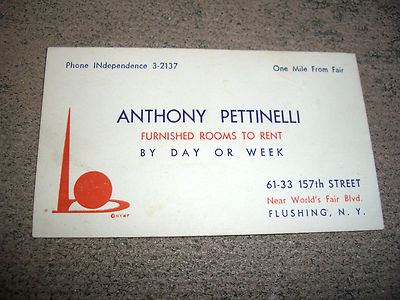 Phone INdependence 3-2137
One Mile From Fair
ANTHONY PETTINELLI
FURNISHED ROOMS TO RENT
BY DAY OR WEEK
61-33 157th STREET
Near World's Fair Blvd.
FLUSHING, N. Y.